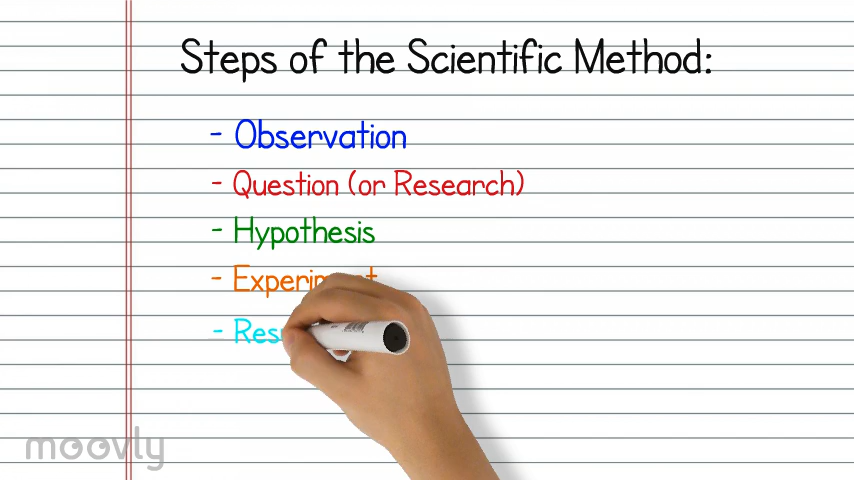 Steps of the Scientific Method:
- Observation
- Question (or Research)
- Hypothesis
-
-
moovly